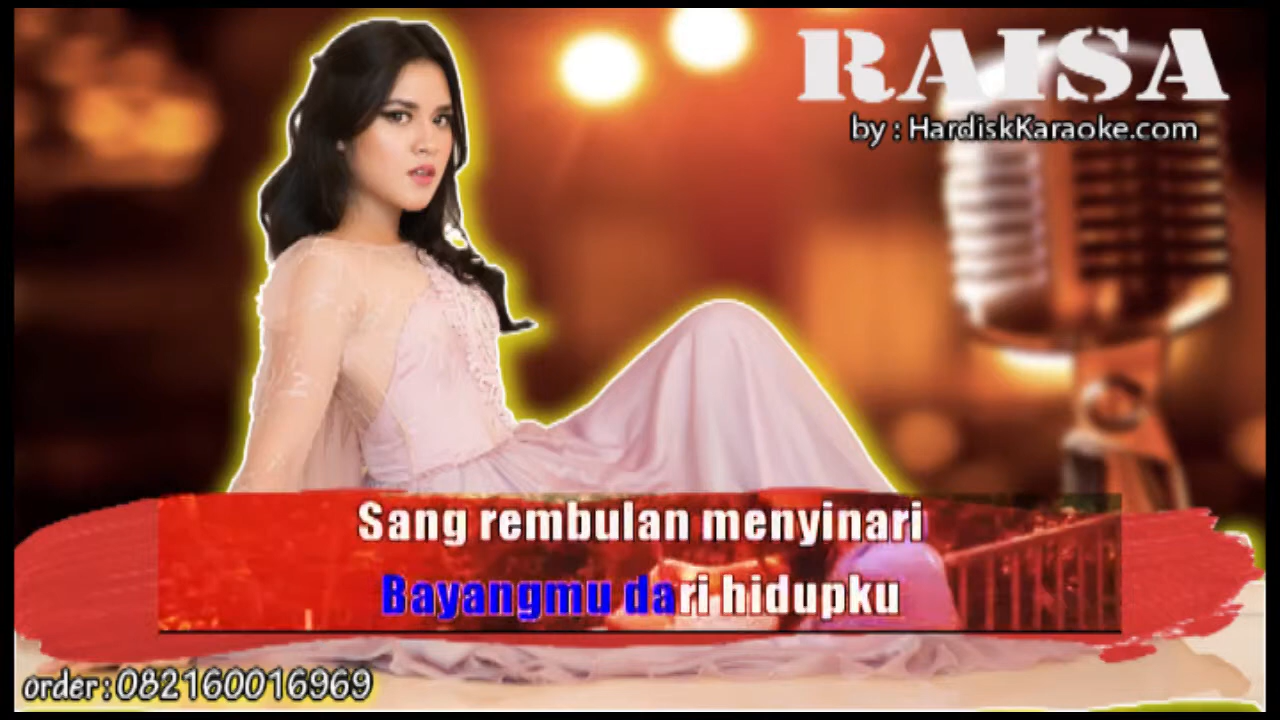 RAISA
by : HardiskKaraoke.com
Sang rembulan menyinari
Bayangmu dari hidupku
order : 082160016969